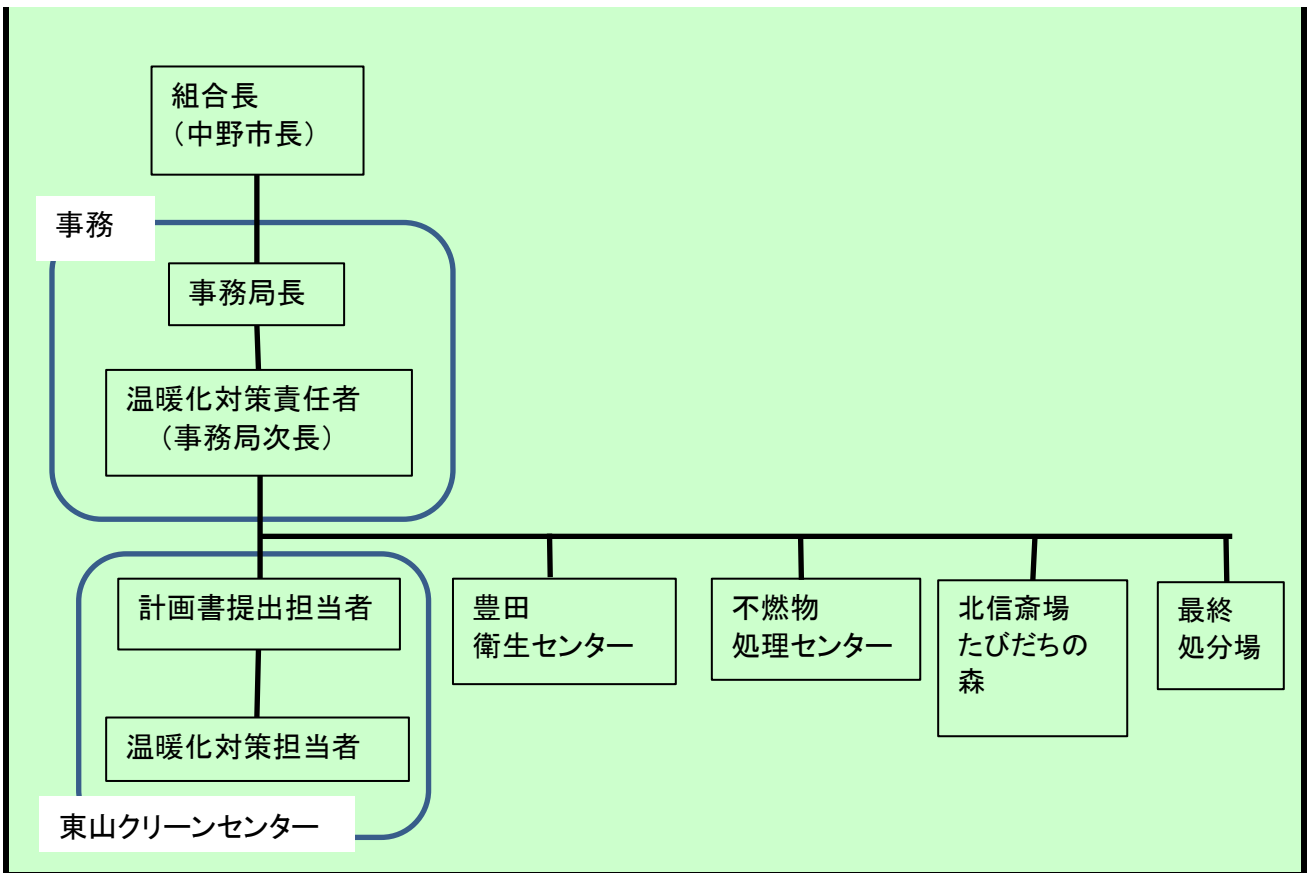 組合長
（中野市長）
事務
事務局長
温暖化対策責任者
（事務局次長）
計画書提出担当者
温暖化対策担当者
東山クリーンセンター
豊田
衛生センター
不燃物
処理センター
北信斎場
たびだちの
森
最終
処分場